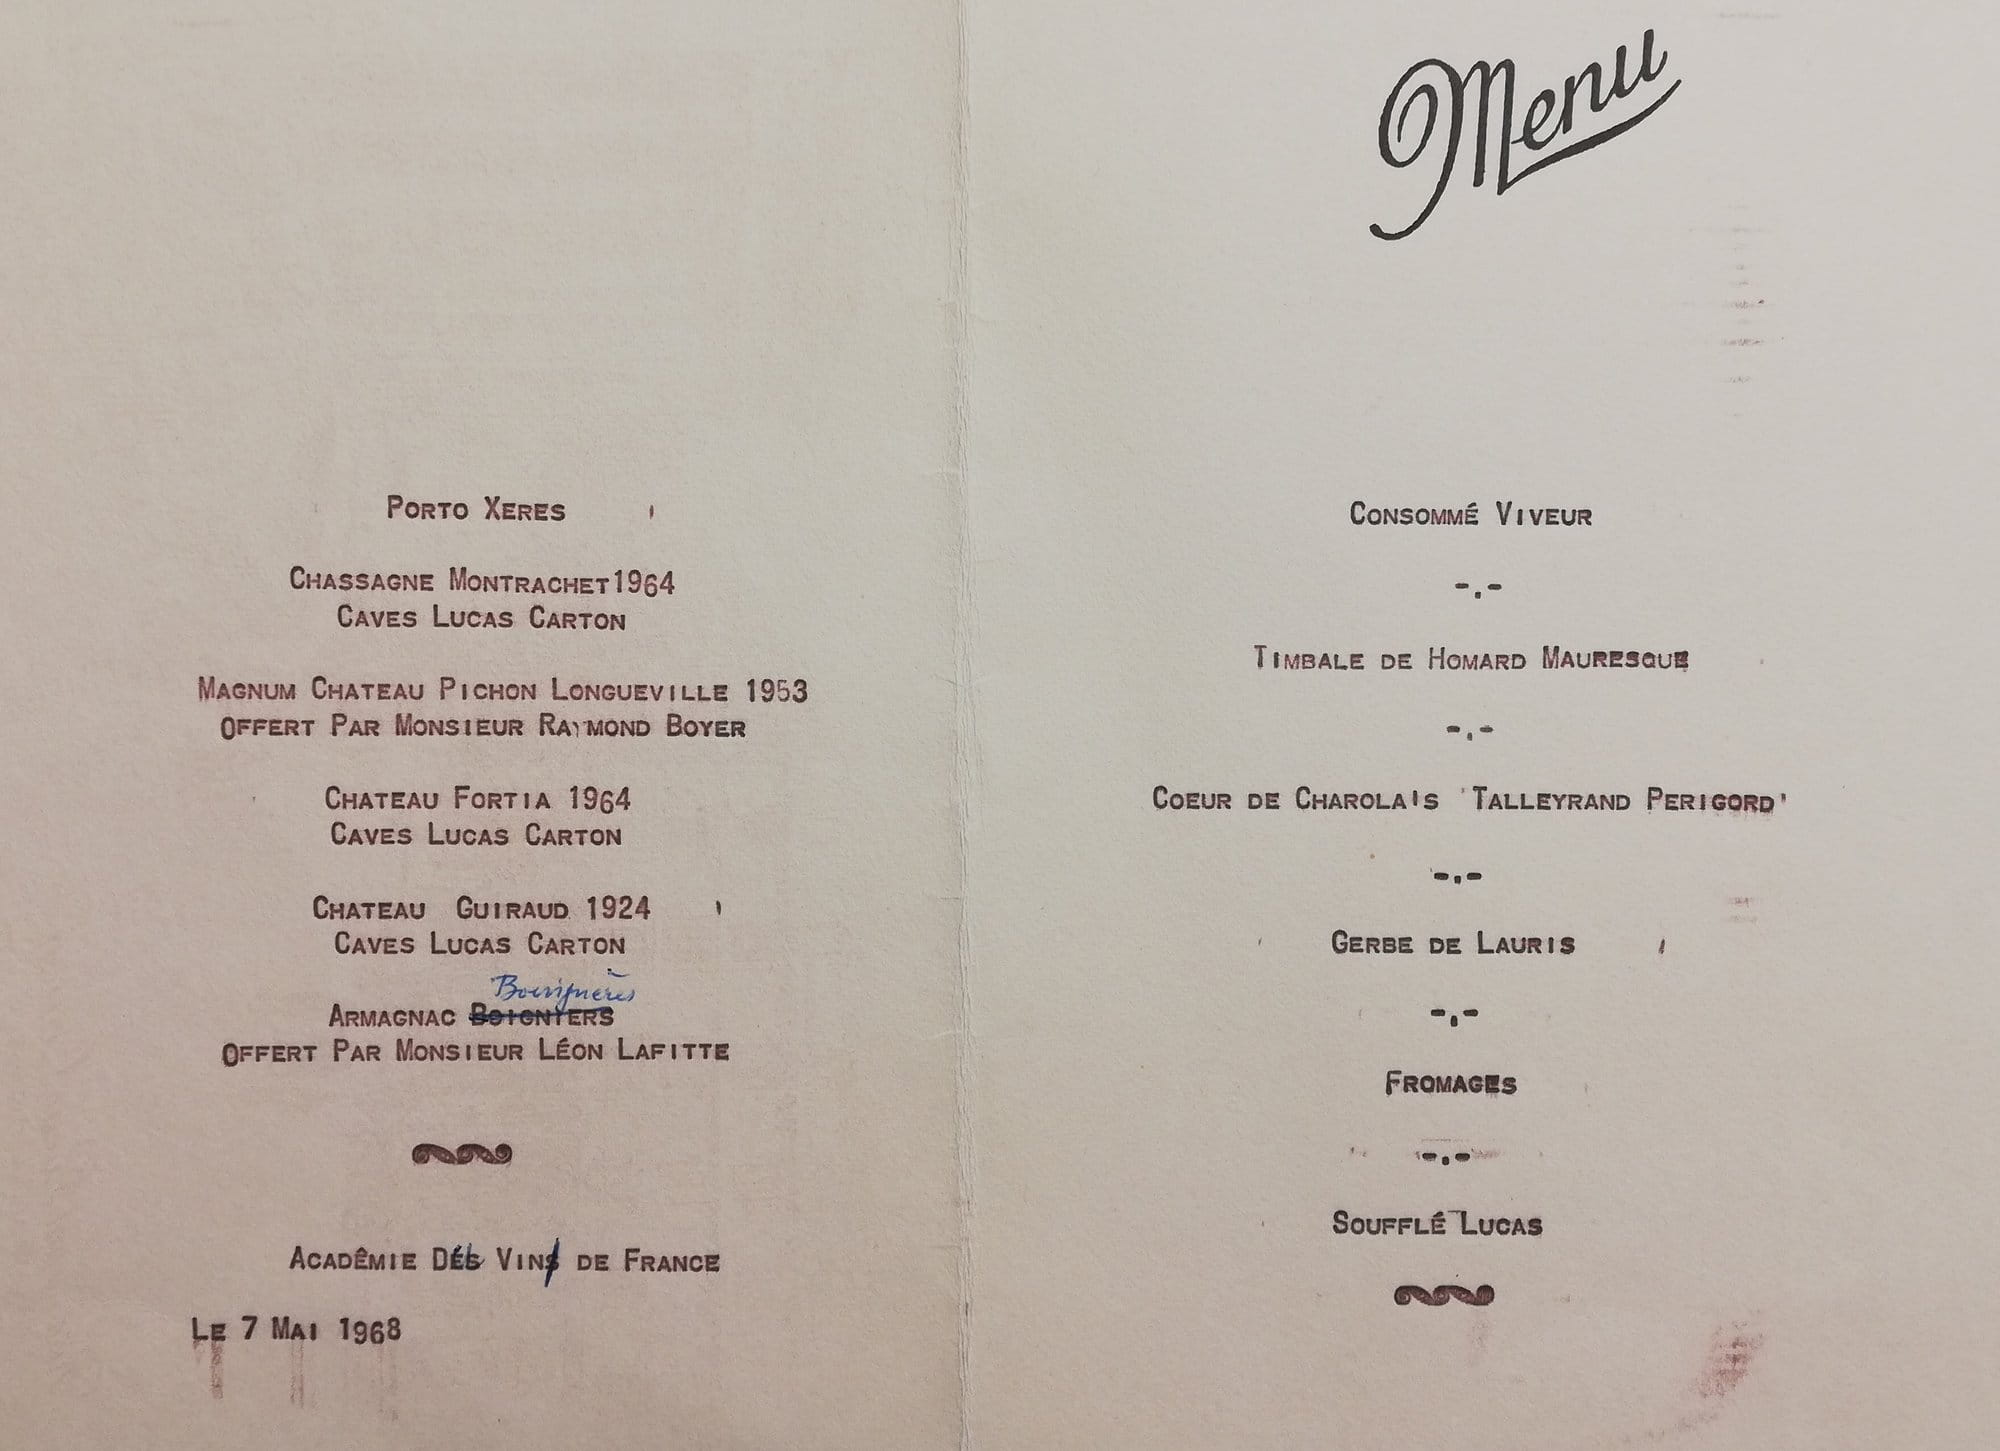 Porto Xeres
Chassagne Montrachet 1964
Caves Lucas Carton
Magnum Chateau Pichon Longueville 1953
Offert Par Monsieur Raymond Boyer
Chateau Fortia 1964
Caves Lucas Carton
Chateau Guiraud 1924
Caves Lucas Carton
Armagnac Boigniers
Offert Par Monsieur Léon Lafitte
Acadêmie Vins de France
Le 7 Mai 1968
Menu
Consommé Viveur
-.-
Timbale de Homard Mauresque
-.-
Coeur de Charolais 'Talleyrand Perigord'
-.-
Gerbe de Lauris
-.-
Fromages
-.-
Soufflé Lucas